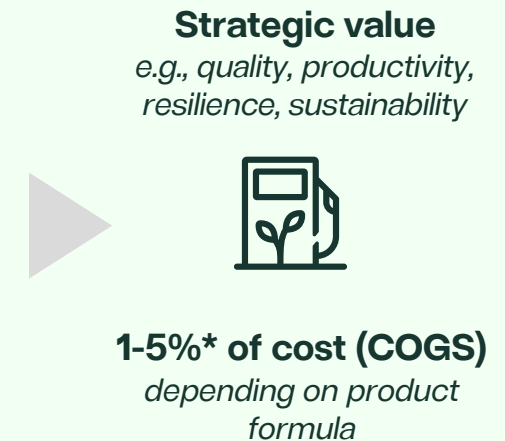 Strategic value
e.g., quality, productivity,
resilience, sustainability
1-5%* of cost (COGS)
depending on product
formula